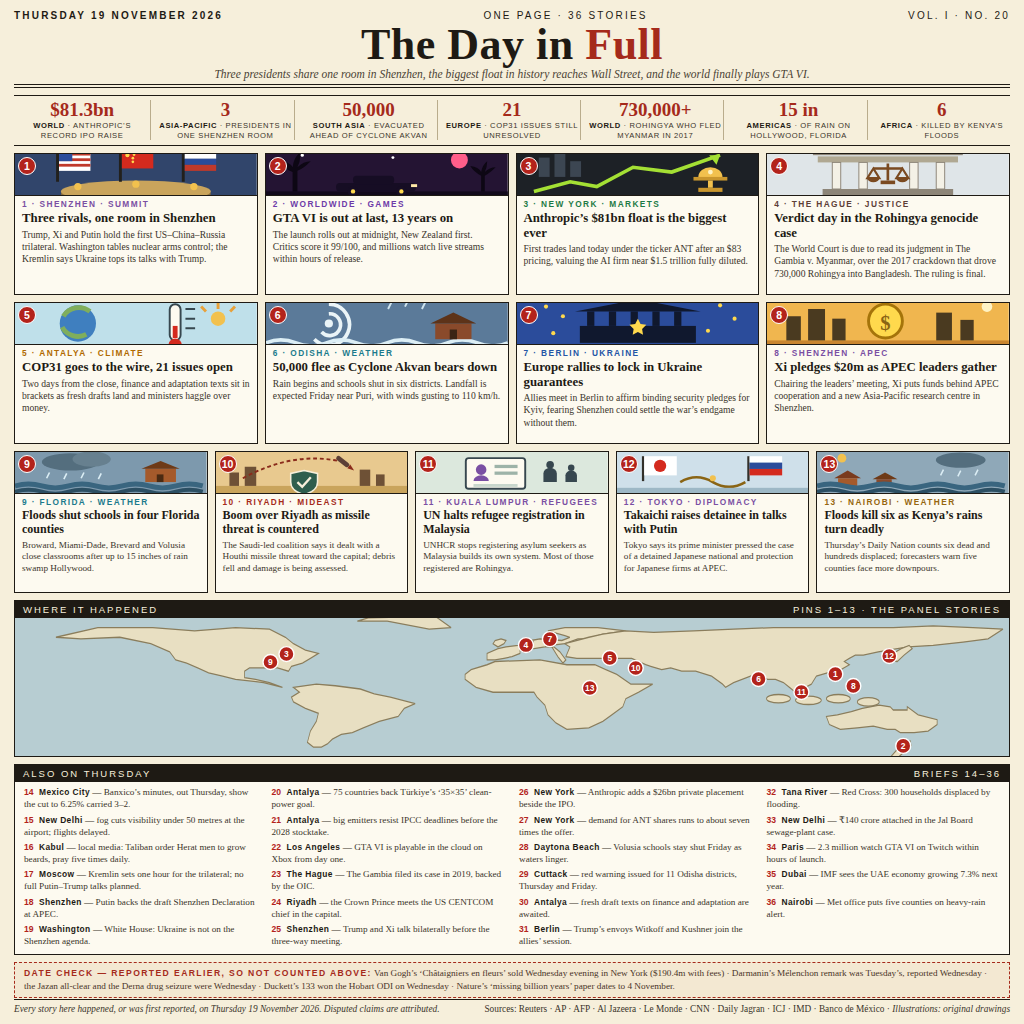 THURSDAY 19 NOVEMBER 2026
ONE PAGE · 36 STORIES
VOL. I · NO. 20
The Day in Full
Three presidents share one room in Shenzhen, the biggest float in history reaches Wall Street, and the world finally plays GTA VI.
$81.3bn
WORLD · ANTHROPIC'S
RECORD IPO RAISE
3
ASIA-PACIFIC · PRESIDENTS IN
ONE SHENZHEN ROOM
50,000
SOUTH ASIA · EVACUATED
AHEAD OF CYCLONE AKVAN
21
EUROPE · COP31 ISSUES STILL
UNRESOLVED
730,000+
WORLD · ROHINGYA WHO FLED
MYANMAR IN 2017
15 in
AMERICAS · OF RAIN ON
HOLLYWOOD, FLORIDA
6
AFRICA · KILLED BY KENYA'S
FLOODS
1
1 · SHENZHEN · SUMMIT
Three rivals, one room in Shenzhen
Trump, Xi and Putin hold the first US–China–Russia
trilateral. Washington tables nuclear arms control; the
Kremlin says Ukraine tops its talks with Trump.
2
2 · WORLDWIDE · GAMES
GTA VI is out at last, 13 years on
The launch rolls out at midnight, New Zealand first.
Critics score it 99/100, and millions watch live streams
within hours of release.
3
3 · NEW YORK · MARKETS
Anthropic's $81bn float is the biggest
ever
First trades land today under the ticker ANT after an $83
pricing, valuing the AI firm near $1.5 trillion fully diluted.
4
4 · THE HAGUE · JUSTICE
Verdict day in the Rohingya genocide
case
The World Court is due to read its judgment in The
Gambia v. Myanmar, over the 2017 crackdown that drove
730,000 Rohingya into Bangladesh. The ruling is final.
5
5 · ANTALYA · CLIMATE
COP31 goes to the wire, 21 issues open
Two days from the close, finance and adaptation texts sit in
brackets as fresh drafts land and ministers haggle over
money.
6
6 · ODISHA · WEATHER
50,000 flee as Cyclone Akvan bears down
Rain begins and schools shut in six districts. Landfall is
expected Friday near Puri, with winds gusting to 110 km/h.
7
7 · BERLIN · UKRAINE
Europe rallies to lock in Ukraine
guarantees
Allies meet in Berlin to affirm binding security pledges for
Kyiv, fearing Shenzhen could settle the war's endgame
without them.
8
$
8 · SHENZHEN · APEC
Xi pledges $20m as APEC leaders gather
Chairing the leaders' meeting, Xi puts funds behind APEC
cooperation and a new Asia-Pacific research centre in
Shenzhen.
9
9 · FLORIDA · WEATHER
Floods shut schools in four Florida
counties
Broward, Miami-Dade, Brevard and Volusia
close classrooms after up to 15 inches of rain
swamp Hollywood.
10
10 · RIYADH · MIDEAST
Boom over Riyadh as missile
threat is countered
The Saudi-led coalition says it dealt with a
Houthi missile threat toward the capital; debris
fell and damage is being assessed.
11
11 · KUALA LUMPUR · REFUGEES
UN halts refugee registration in
Malaysia
UNHCR stops registering asylum seekers as
Malaysia builds its own system. Most of those
registered are Rohingya.
12
12 · TOKYO · DIPLOMACY
Takaichi raises detainee in talks
with Putin
Tokyo says its prime minister pressed the case
of a detained Japanese national and protection
for Japanese firms at APEC.
13
13 · NAIROBI · WEATHER
Floods kill six as Kenya's rains
turn deadly
Thursday's Daily Nation counts six dead and
hundreds displaced; forecasters warn five
counties face more downpours.
WHERE IT HAPPENED
PINS 1–13 · THE PANEL STORIES
9
3
4
7
5
10
13
6
11
1
8
12
2
ALSO ON THURSDAY
BRIEFS 14–36
14 Mexico City — Banxico's minutes, out Thursday, show
the cut to 6.25% carried 3–2.
15 New Delhi — fog cuts visibility under 50 metres at the
airport; flights delayed.
16 Kabul — local media: Taliban order Herat men to grow
beards, pray five times daily.
17 Moscow — Kremlin sets one hour for the trilateral; no
full Putin–Trump talks planned.
18 Shenzhen — Putin backs the draft Shenzhen Declaration
at APEC.
19 Washington — White House: Ukraine is not on the
Shenzhen agenda.
20 Antalya — 75 countries back Türkiye's '35×35' clean-
power goal.
21 Antalya — big emitters resist IPCC deadlines before the
2028 stocktake.
22 Los Angeles — GTA VI is playable in the cloud on
Xbox from day one.
23 The Hague — The Gambia filed its case in 2019, backed
by the OIC.
24 Riyadh — the Crown Prince meets the US CENTCOM
chief in the capital.
25 Shenzhen — Trump and Xi talk bilaterally before the
three-way meeting.
26 New York — Anthropic adds a $26bn private placement
beside the IPO.
27 New York — demand for ANT shares runs to about seven
times the offer.
28 Daytona Beach — Volusia schools stay shut Friday as
waters linger.
29 Cuttack — red warning issued for 11 Odisha districts,
Thursday and Friday.
30 Antalya — fresh draft texts on finance and adaptation are
awaited.
31 Berlin — Trump's envoys Witkoff and Kushner join the
allies' session.
32 Tana River — Red Cross: 300 households displaced by
flooding.
33 New Delhi — ₹140 crore attached in the Jal Board
sewage-plant case.
34 Paris — 2.3 million watch GTA VI on Twitch within
hours of launch.
35 Dubai — IMF sees the UAE economy growing 7.3% next
year.
36 Nairobi — Met office puts five counties on heavy-rain
alert.
DATE CHECK — REPORTED EARLIER, SO NOT COUNTED ABOVE: Van Gogh's 'Châtaigniers en fleurs' sold Wednesday evening in New York ($190.4m with fees) · Darmanin's Mélenchon remark was Tuesday's, reported Wednesday ·
the Jazan all-clear and the Derna drug seizure were Wednesday · Duckett's 133 won the Hobart ODI on Wednesday · Nature's 'missing billion years' paper dates to 4 November.
Every story here happened, or was first reported, on Thursday 19 November 2026. Disputed claims are attributed.
Sources: Reuters · AP · AFP · Al Jazeera · Le Monde · CNN · Daily Jagran · ICJ · IMD · Banco de México · Illustrations: original drawings